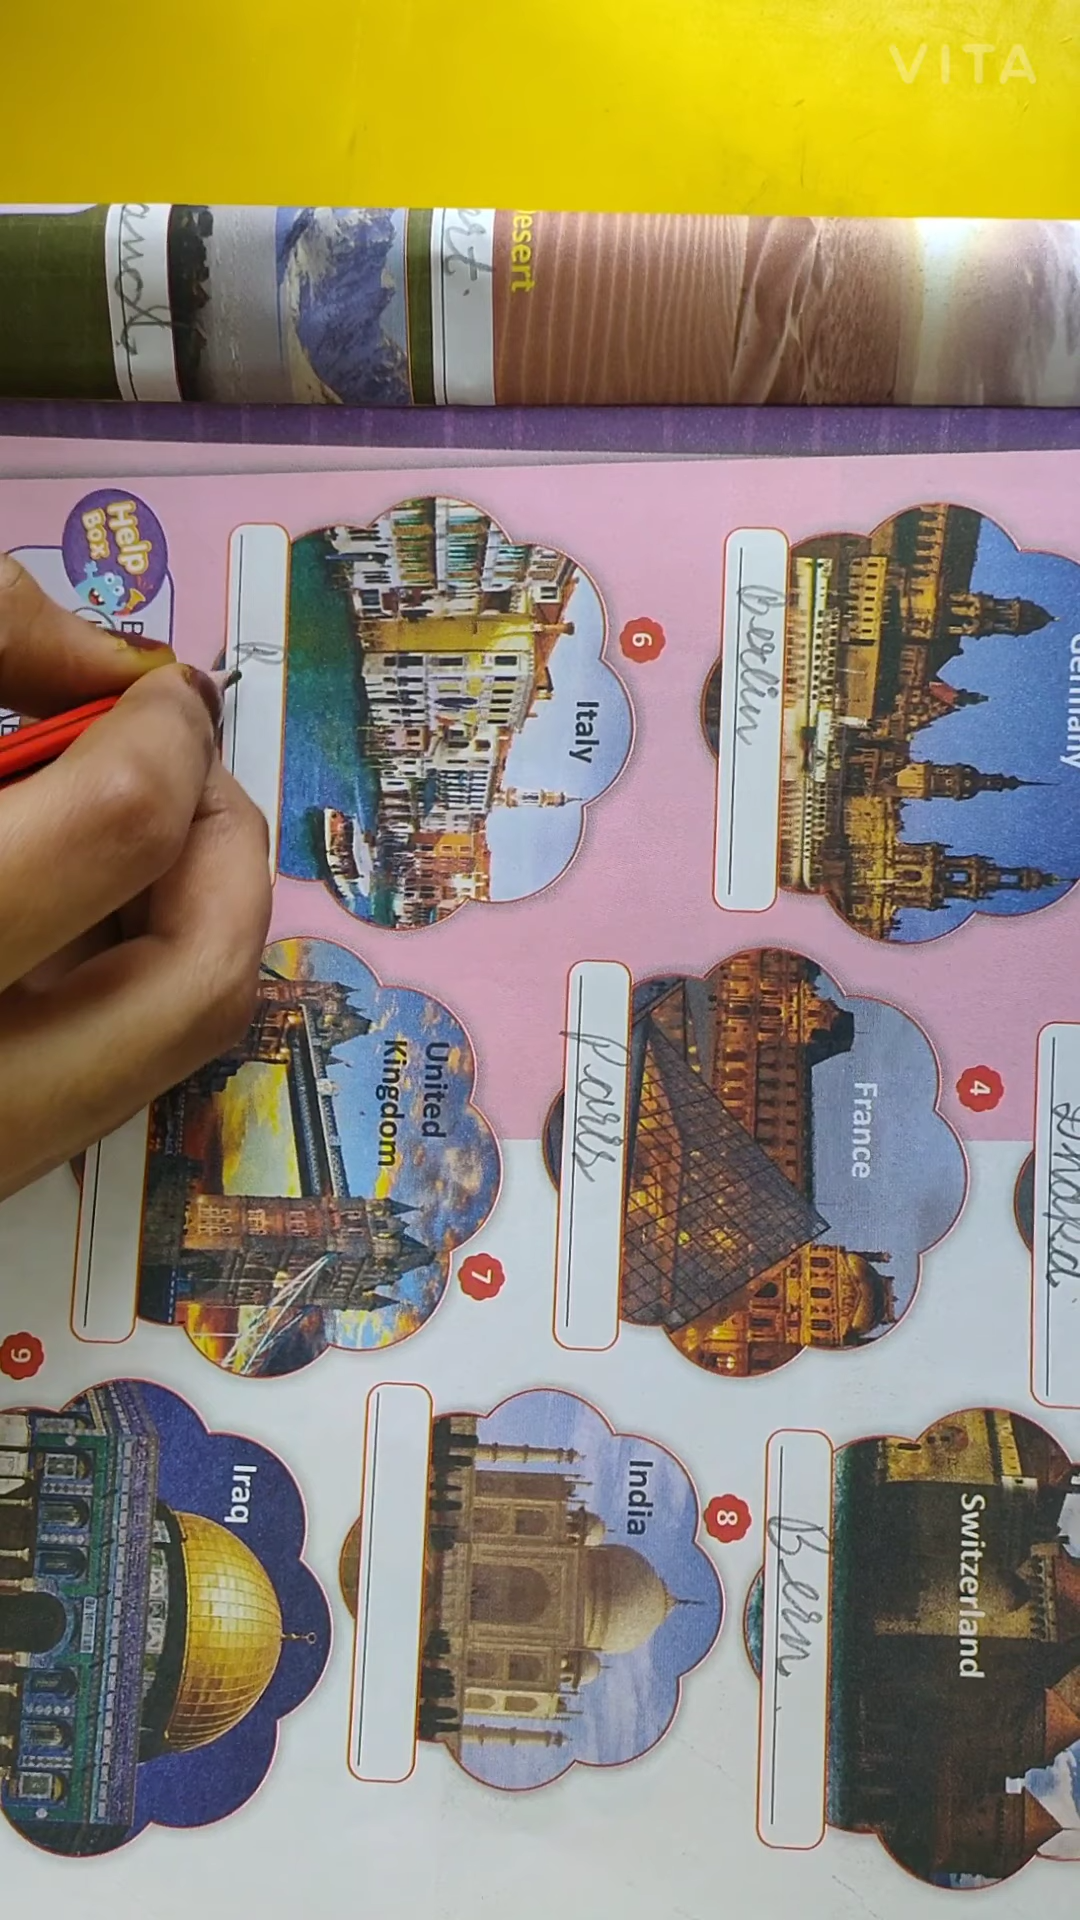 VITA
Desert
Germany
berlin
Dhaka.
4
France
Paris
Switzerland
Bern.
6
Italy
R
7
United
Kingdom
8
India
9
Iraq
Help
Box